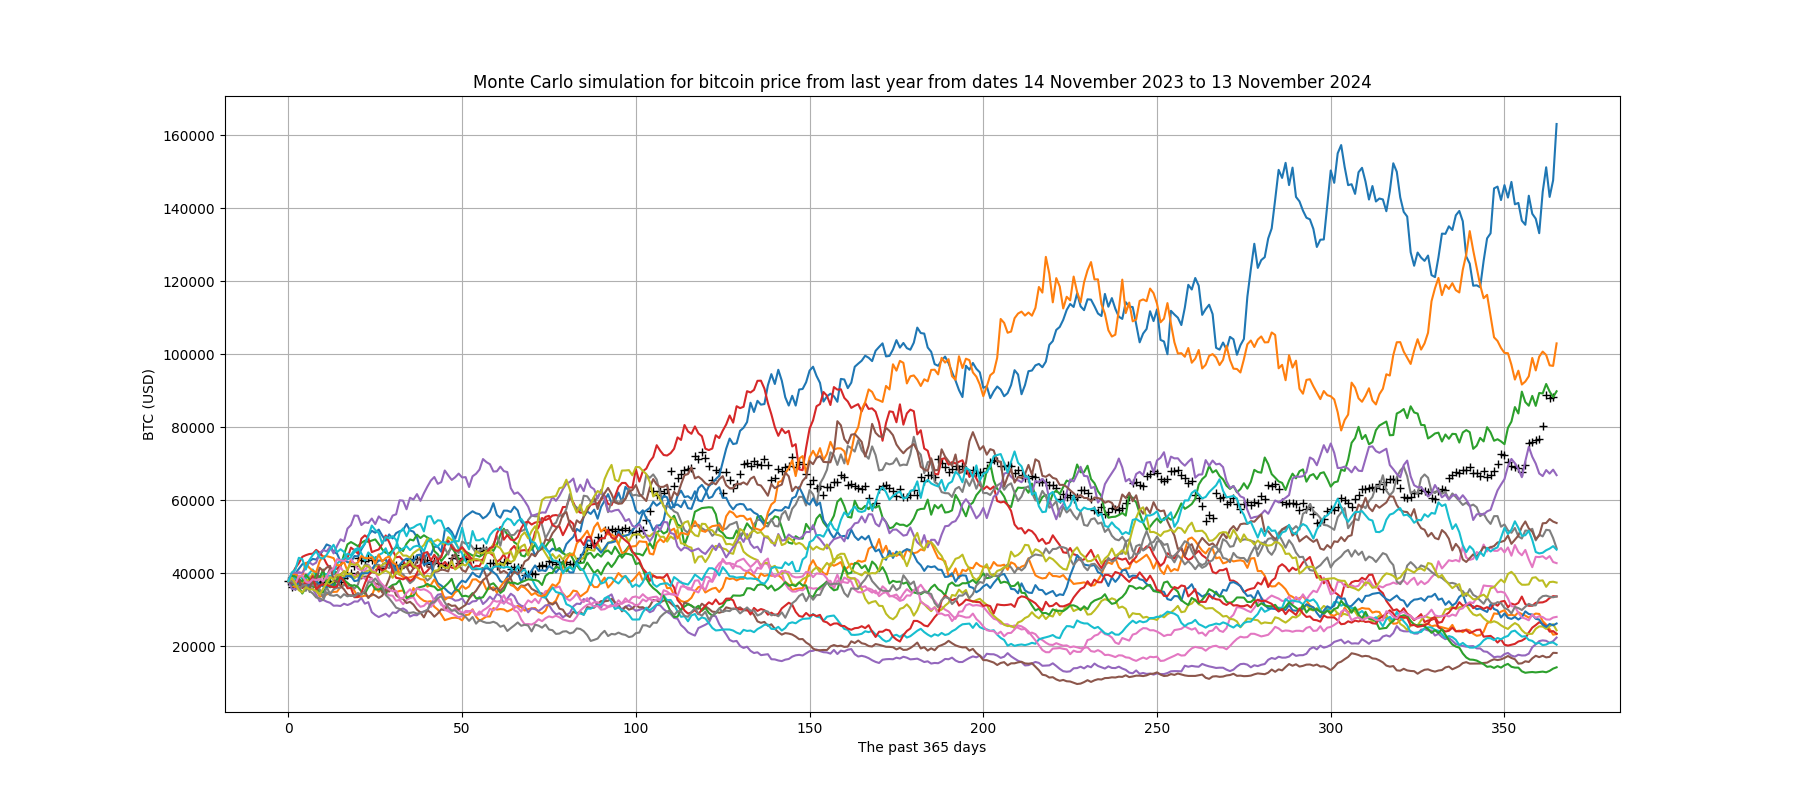 Monte Carlo simulation for bitcoin price from last year from dates 14 November 2023 to 13 November 2024
160000
140000
120000
100000
80000
60000
40000
20000
BTC (USD)
0 50 100 150 200 250 300 350
The past 365 days